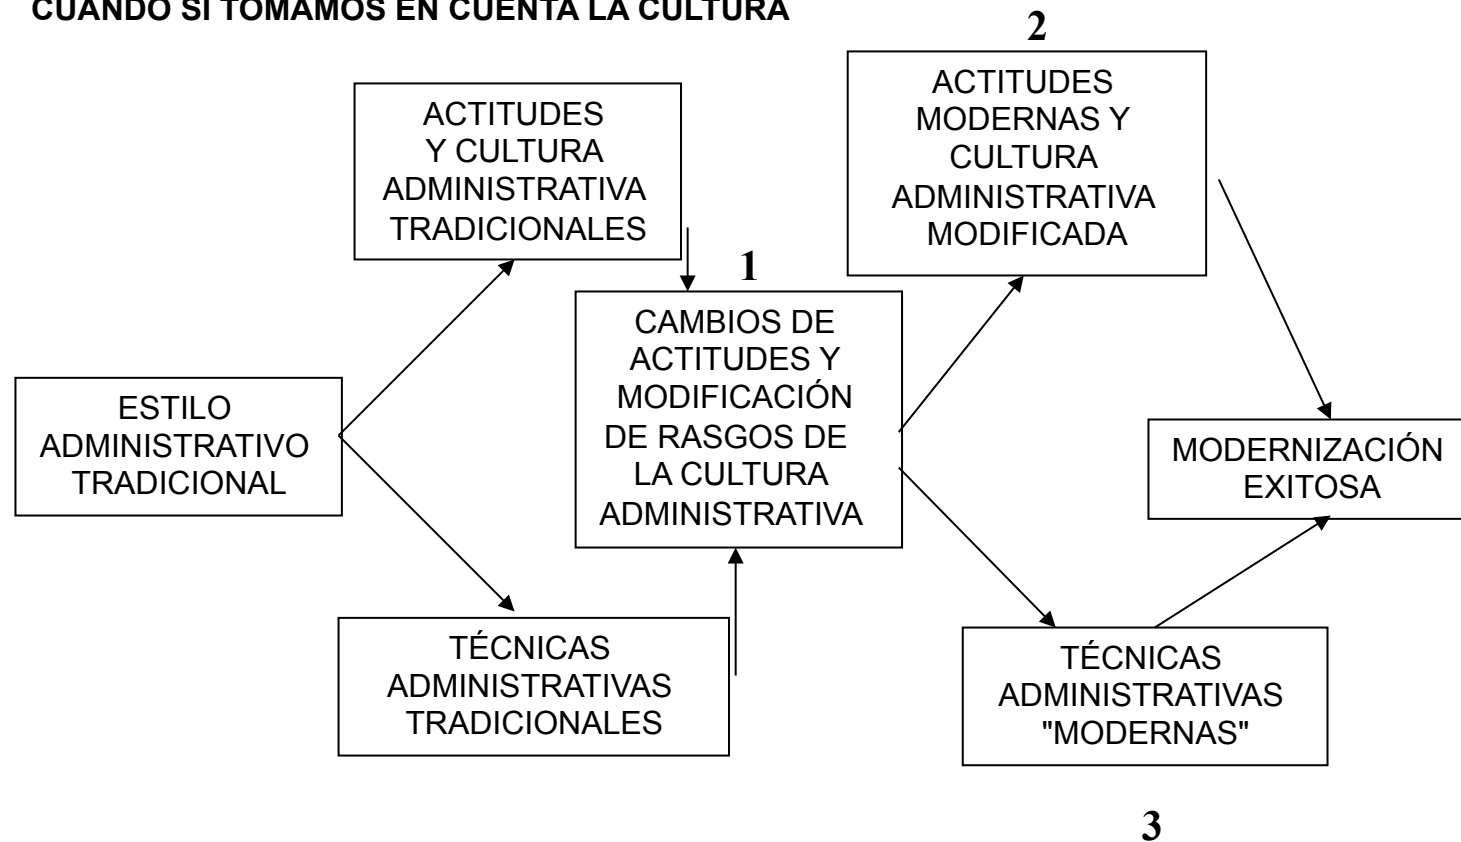 CUANDO SI TOMAMOS EN CUENTA LA CULTURA
2
ACTITUDES
Y CULTURA
ADMINISTRATIVA
TRADICIONALES
ACTITUDES
MODERNAS Y
CULTURA
ADMINISTRATIVA
MODIFICADA
1
CAMBIOS DE
ACTITUDES Y
MODIFICACIÓN
DE RASGOS DE
LA CULTURA
ADMINISTRATIVA
ESTILO
ADMINISTRATIVO
TRADICIONAL
MODERNIZACIÓN
EXITOSA
TÉCNICAS
ADMINISTRATIVAS
TRADICIONALES
TÉCNICAS
ADMINISTRATIVAS
"MODERNAS"
3